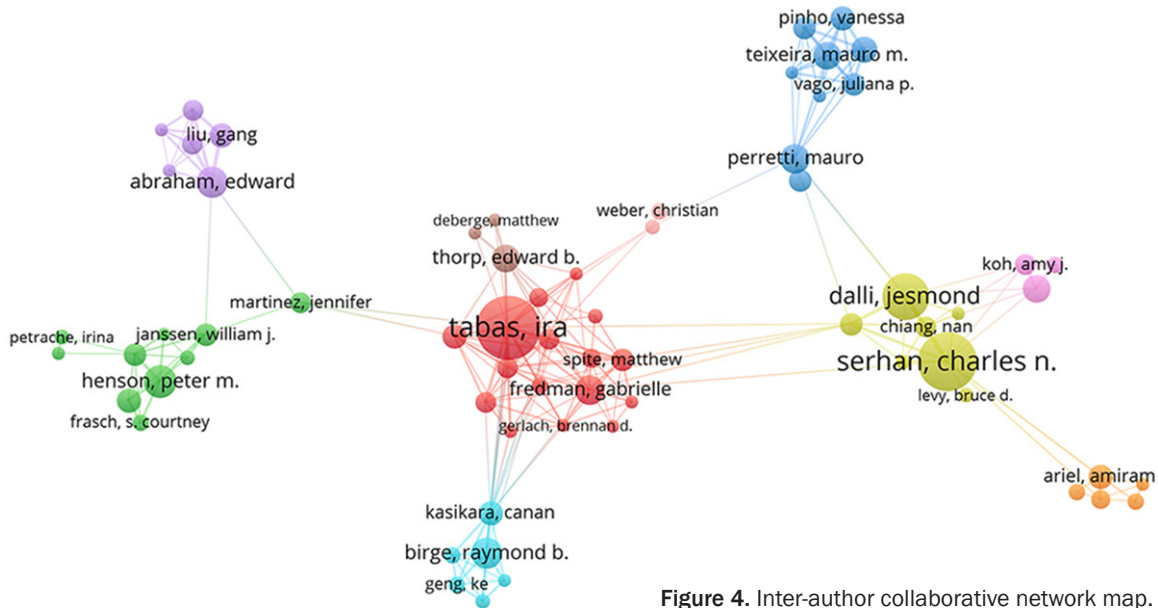 pinho, vanessa
teixeira, mauro m.
vago, juliana p.
liu, gang
perretti, mauro
abraham, edward
weber, christian
deberge, matthew
thorp, edward b.
koh, amy j.
dalli, jesmond
martinez, jennifer
chiang, nan
tabas, ira
petrache, irina
janssen, william j.
spite, matthew
serhan, charles n.
henson, peter m.
fredman, gabrielle
levy, bruce d.
frasch, s. courtney
gerlach, brennan d.
ariel, amiram
kasikara, canan
birge, raymond b.
geng, ke
Figure 4. Inter-author collaborative network map.